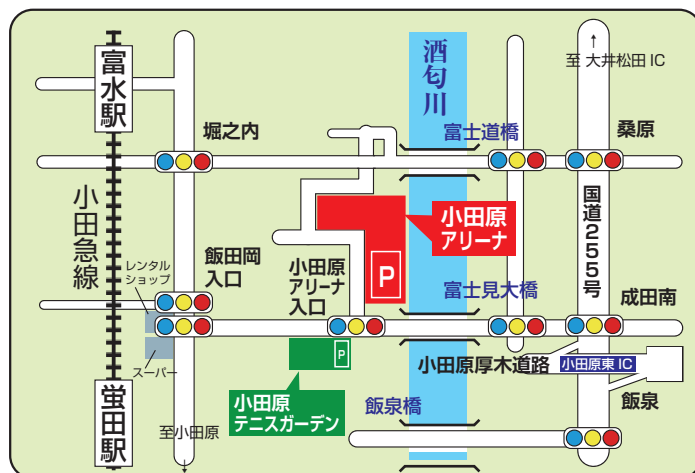 富水駅
小田急線
蛍田駅
堀之内
飯田岡
入口
レンタル
ショップ
スーパー
至小田原
小田原
アリーナ
入口
P
小田原
アリーナ
P
小田原
テニスガーデン
酒匂川
富士道橋
富士見大橋
飯泉橋
↑
至 大井松田 IC
桑原
国道255号
成田南
小田原厚木道路
小田原東 IC
飯泉